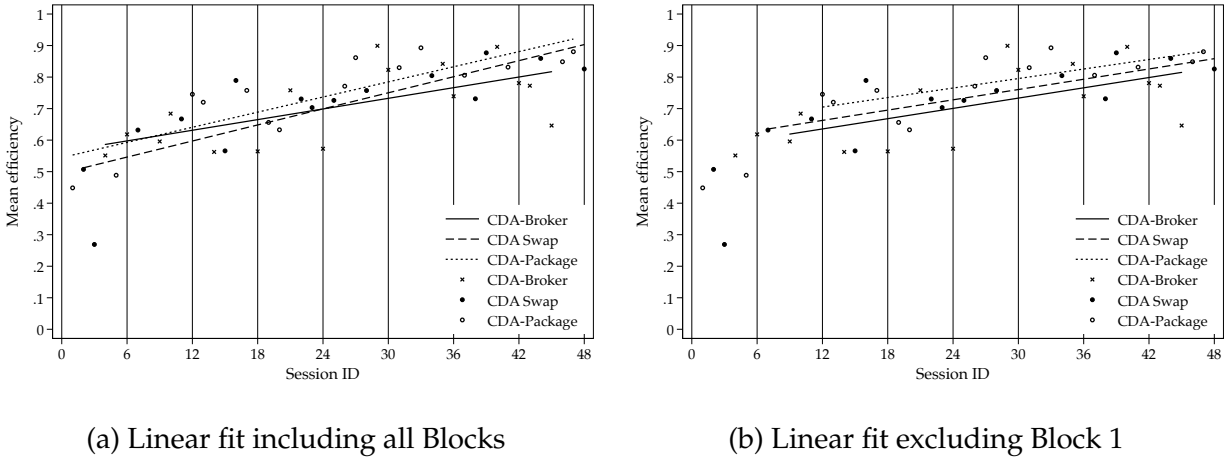 1
.9
.8
.7
.6
.5
.4
.3
.2
.1
0
Mean efficiency
CDA-Broker
CDA Swap
CDA-Package
CDA-Broker
CDA Swap
CDA-Package
0 6 12 18 24 30 36 42 48
Session ID
(a) Linear fit including all Blocks
1
.9
.8
.7
.6
.5
.4
.3
.2
.1
0
Mean efficiency
CDA-Broker
CDA Swap
CDA-Package
CDA-Broker
CDA Swap
CDA-Package
0 6 12 18 24 30 36 42 48
Session ID
(b) Linear fit excluding Block 1